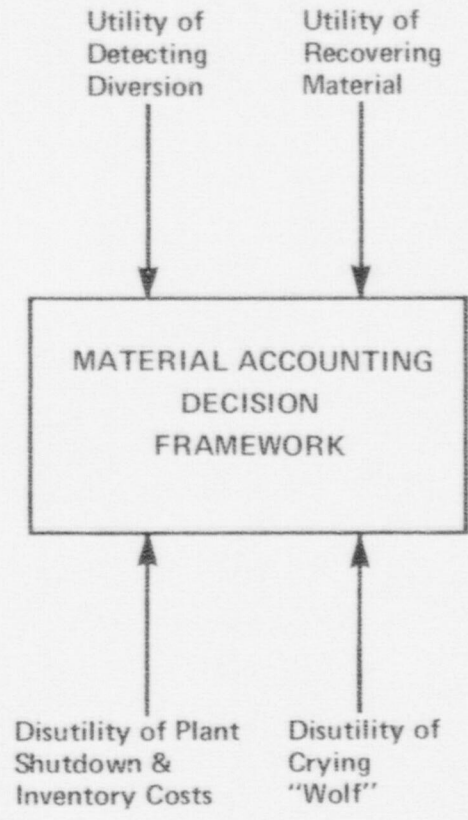 Utility of
Detecting
Diversion
Utility of
Recovering
Material
MATERIAL ACCOUNTING
DECISION
FRAMEWORK
Disutility of Plant
Shutdown &
Inventory Costs
Disutility of
Crying
"Wolf"